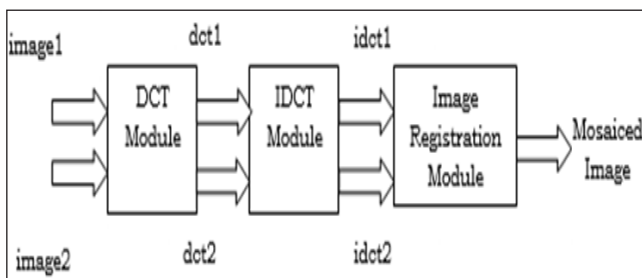 image1
dct1
idct1
DCT
Module
IDCT
Module
Image
Registration
Module
Mosaiced
Image
image2
dct2
idct2